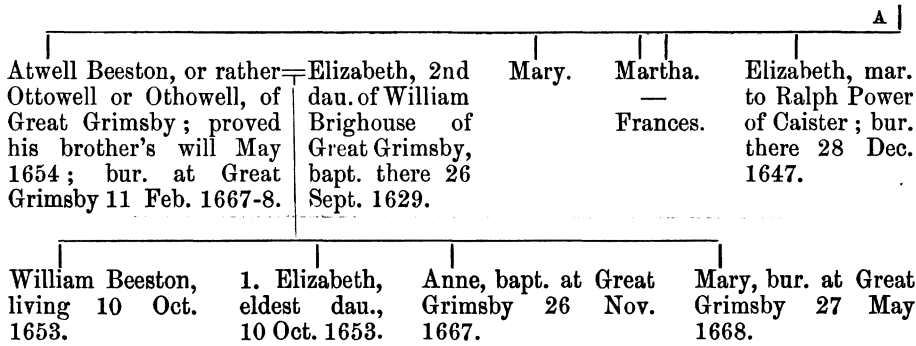 A
Atwell Beeston, or rather
Ottowell or Othowell, of
Great Grimsby ; proved
his brother's will May
1654 ; bur. at Great
Grimsby 11 Feb. 1667-8.
Elizabeth, 2nd
dau. of William
Brighouse of
Great Grimsby,
bapt. there 26
Sept. 1629.
Mary.
Martha.
—
Frances.
Elizabeth, mar.
to Ralph Power
of Caister ; bur.
there 28 Dec.
1647.
William Beeston,
living 10 Oct.
1653.
1. Elizabeth,
eldest dau.,
10 Oct. 1653.
Anne, bapt. at Great
Grimsby 26 Nov.
1667.
Mary, bur. at Great
Grimsby 27 May
1668.